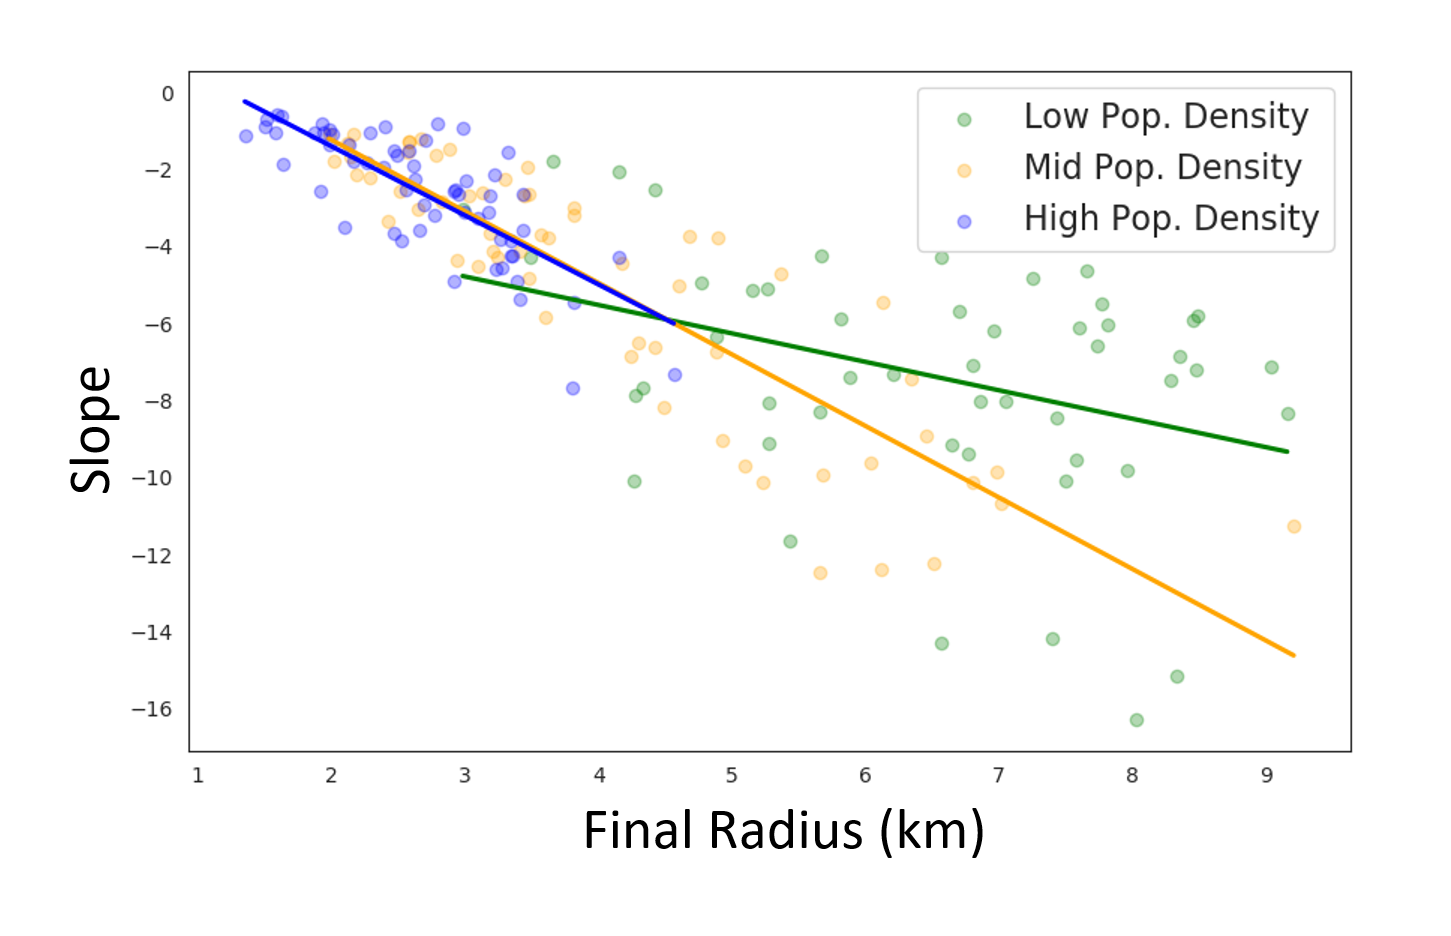 Low Pop. Density
Mid Pop. Density
High Pop. Density
0
−2
−4
−6
−8
−10
−12
−14
−16
Slope
1 2 3 4 5 6 7 8 9
Final Radius (km)